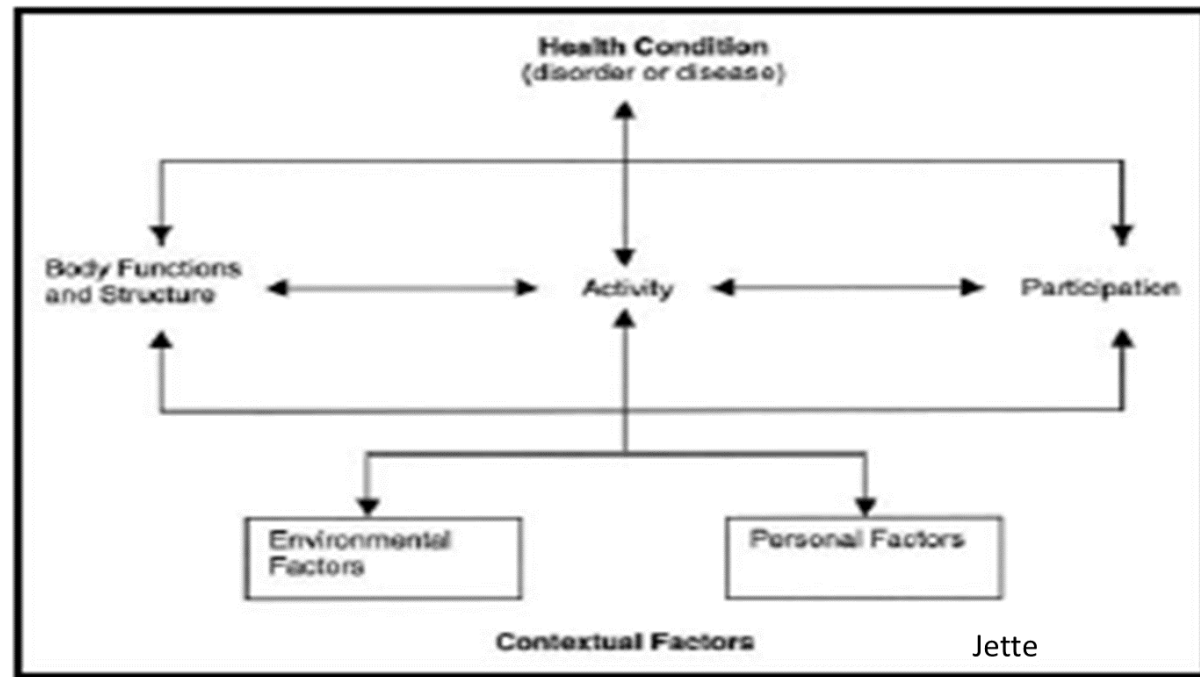 Health Condition
(disorder or disease)
Body Functions
and Structure
Activity
Participation
Environmental
Factors
Personal Factors
Contextual Factors
Jette